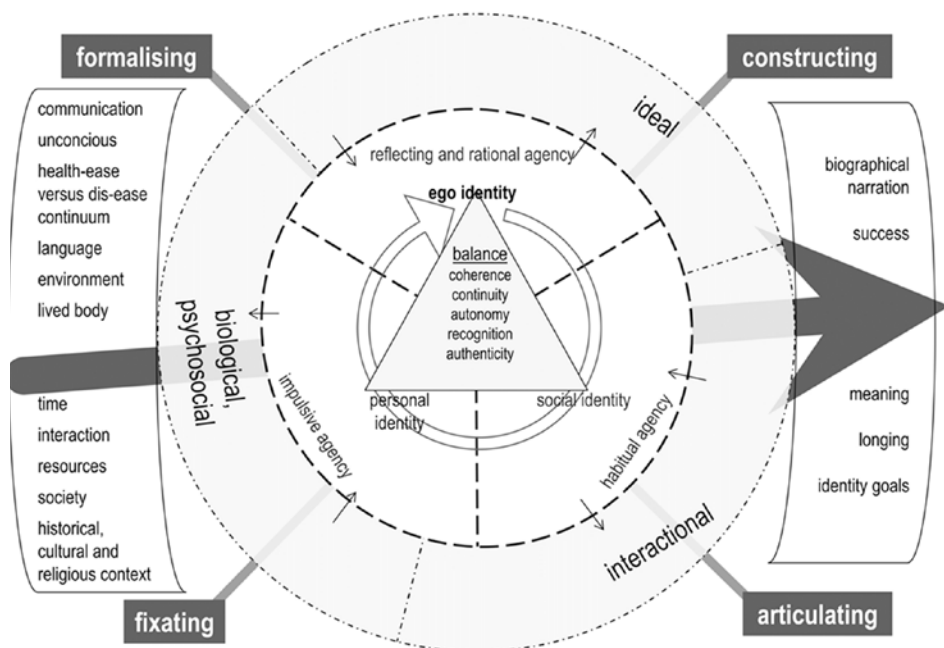 formalising
constructing
communication
unconcious
health-ease
versus dis-ease
continuum
language
environment
lived body
time
interaction
resources
society
historical,
cultural and
religious context
fixating
biological,
psychosocial
ideal
reflecting and rational agency
ego identity
balance
coherence
continuity
autonomy
recognition
authenticity
personal
identity
social identity
impulsive agency
habitual agency
interactional
biographical
narration
success
meaning
longing
identity goals
articulating